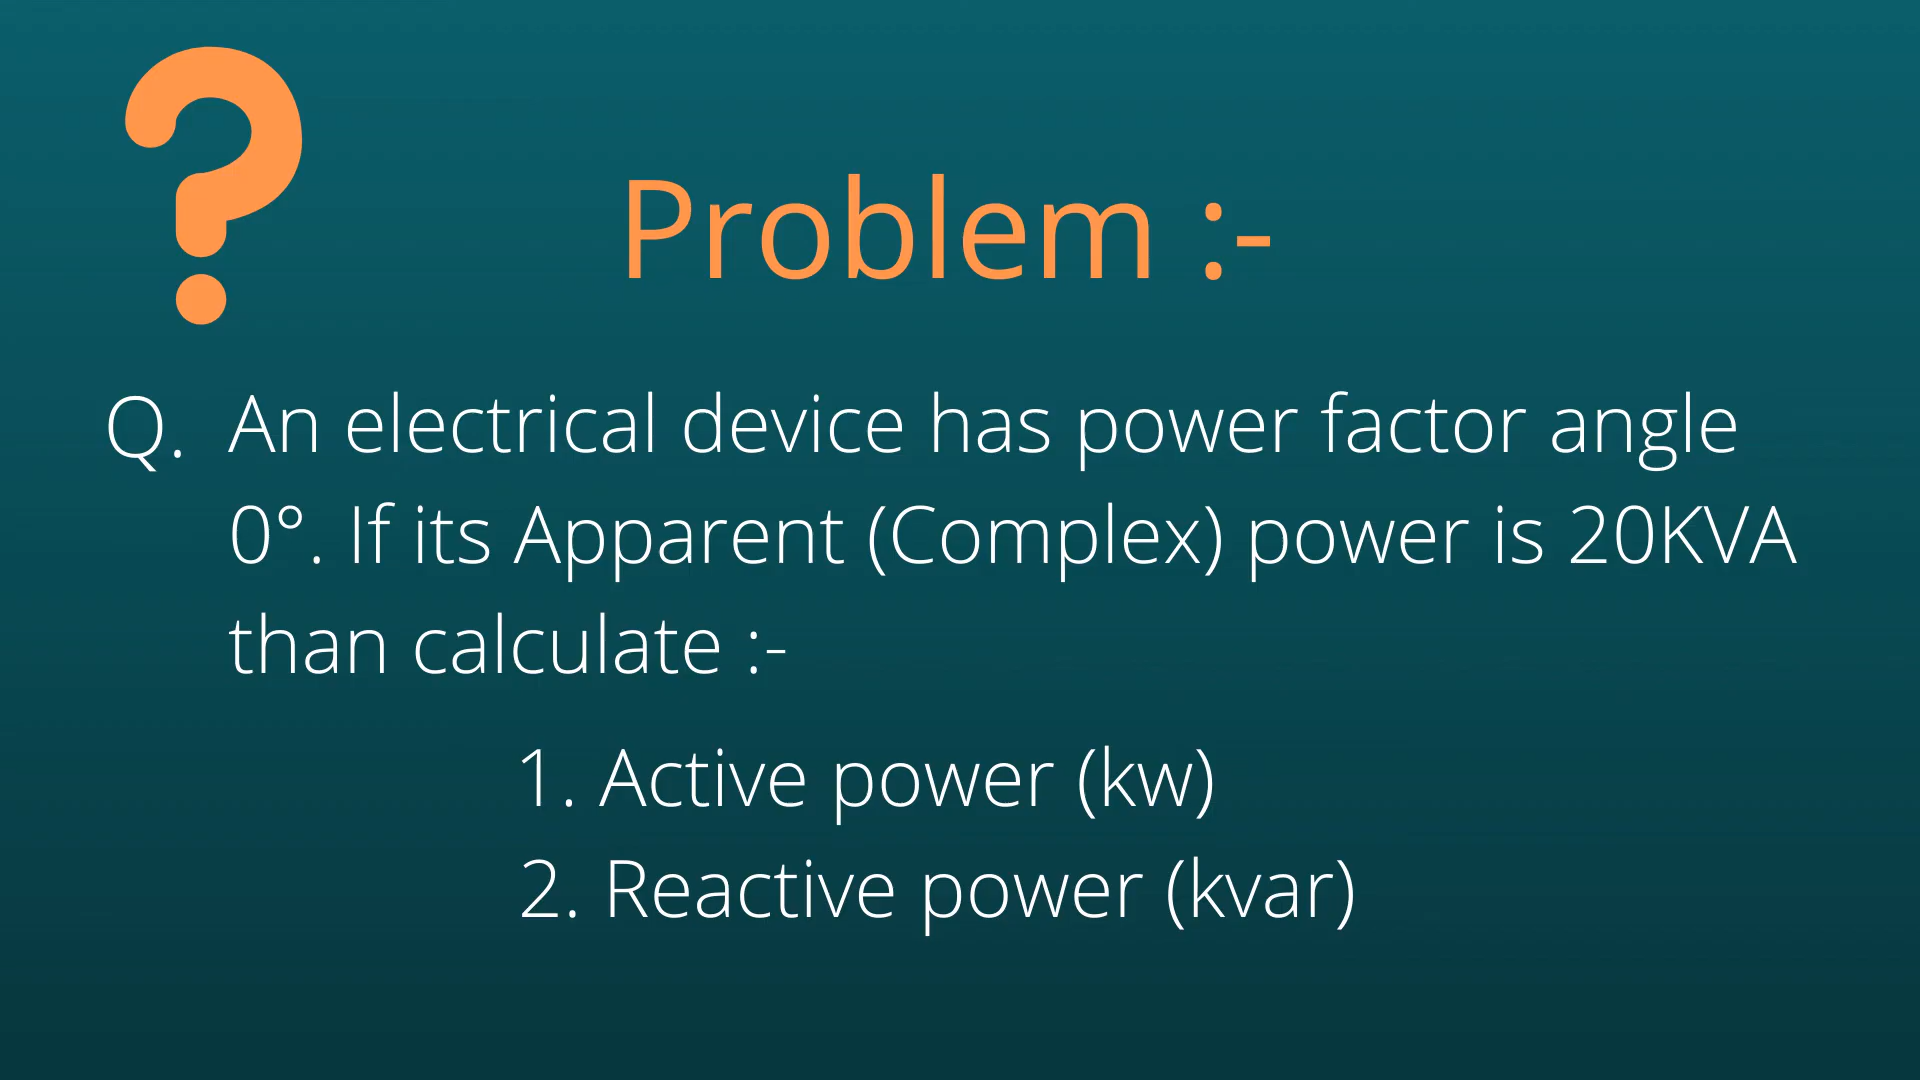 Problem :-
Q. An electrical device has power factor angle
0°. If its Apparent (Complex) power is 20KVA
than calculate :-
1. Active power (kw)
2. Reactive power (kvar)